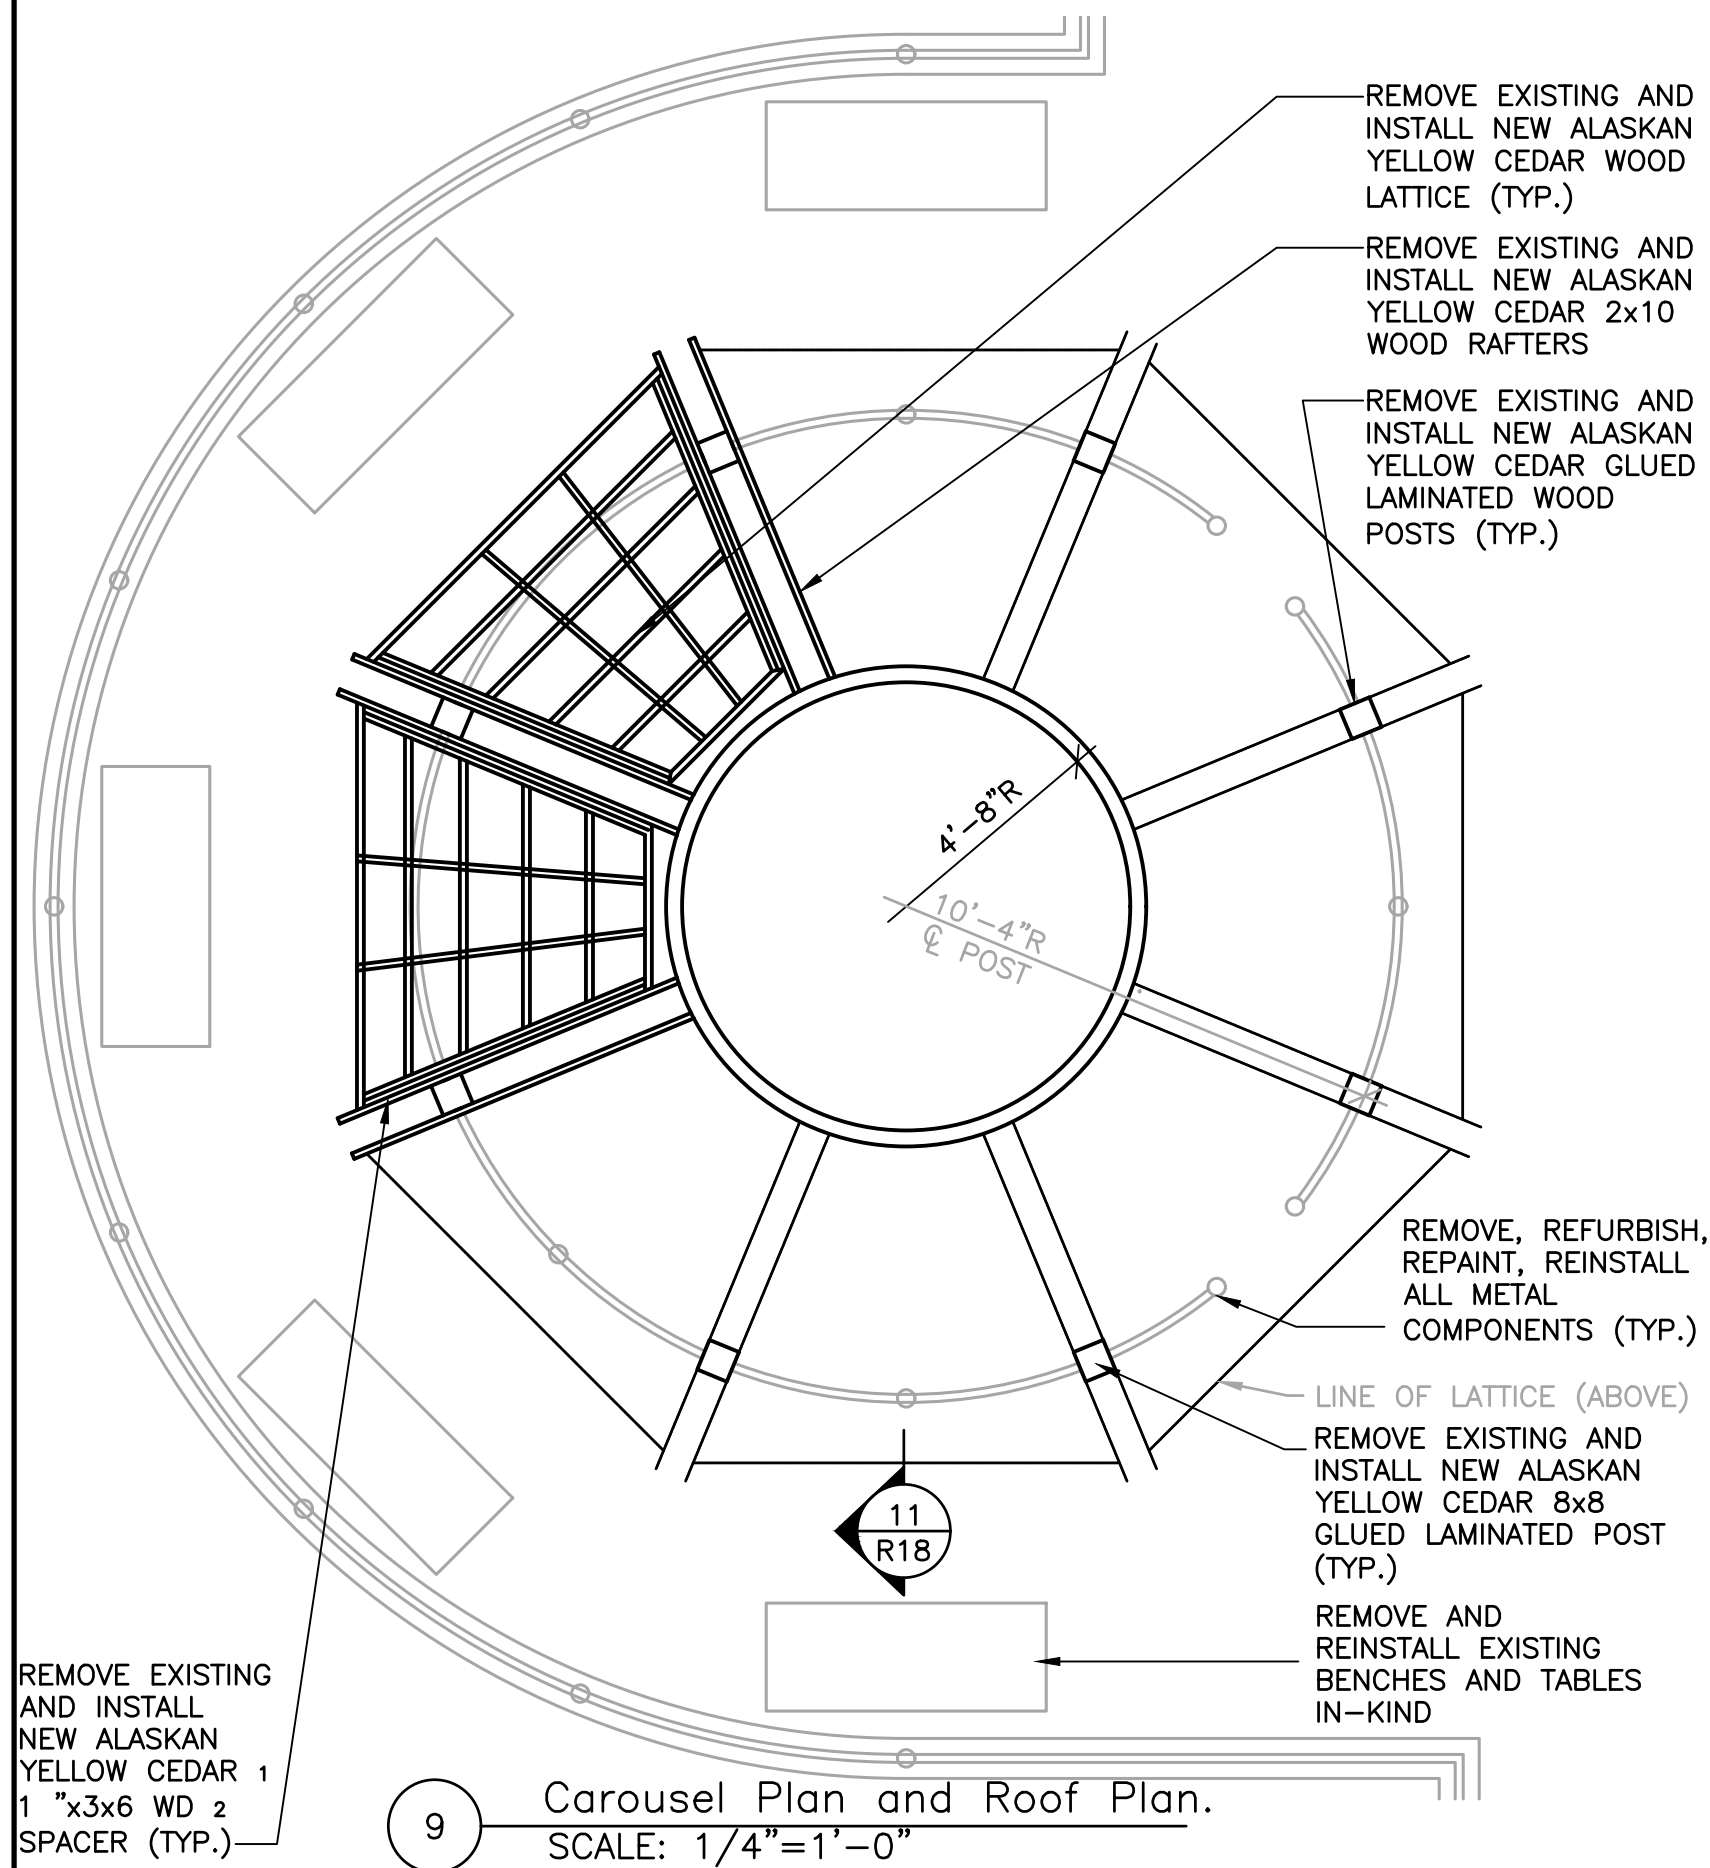 REMOVE EXISTING AND
INSTALL NEW ALASKAN
YELLOW CEDAR WOOD
LATTICE (TYP.)
REMOVE EXISTING AND
INSTALL NEW ALASKAN
YELLOW CEDAR 2x10
WOOD RAFTERS
REMOVE EXISTING AND
INSTALL NEW ALASKAN
YELLOW CEDAR GLUED
LAMINATED WOOD
POSTS (TYP.)
4'-8"R
10'-4"R
℄ POST
REMOVE, REFURBISH,
REPAINT, REINSTALL
ALL METAL
COMPONENTS (TYP.)
LINE OF LATTICE (ABOVE)
REMOVE EXISTING AND
INSTALL NEW ALASKAN
YELLOW CEDAR 8x8
GLUED LAMINATED POST
(TYP.)
11
R18
REMOVE AND
REINSTALL EXISTING
BENCHES AND TABLES
IN-KIND
REMOVE EXISTING
AND INSTALL
NEW ALASKAN
YELLOW CEDAR 1
1 "x3x6 WD 2
SPACER (TYP.)
9
Carousel Plan and Roof Plan.
SCALE: 1/4"=1'-0"